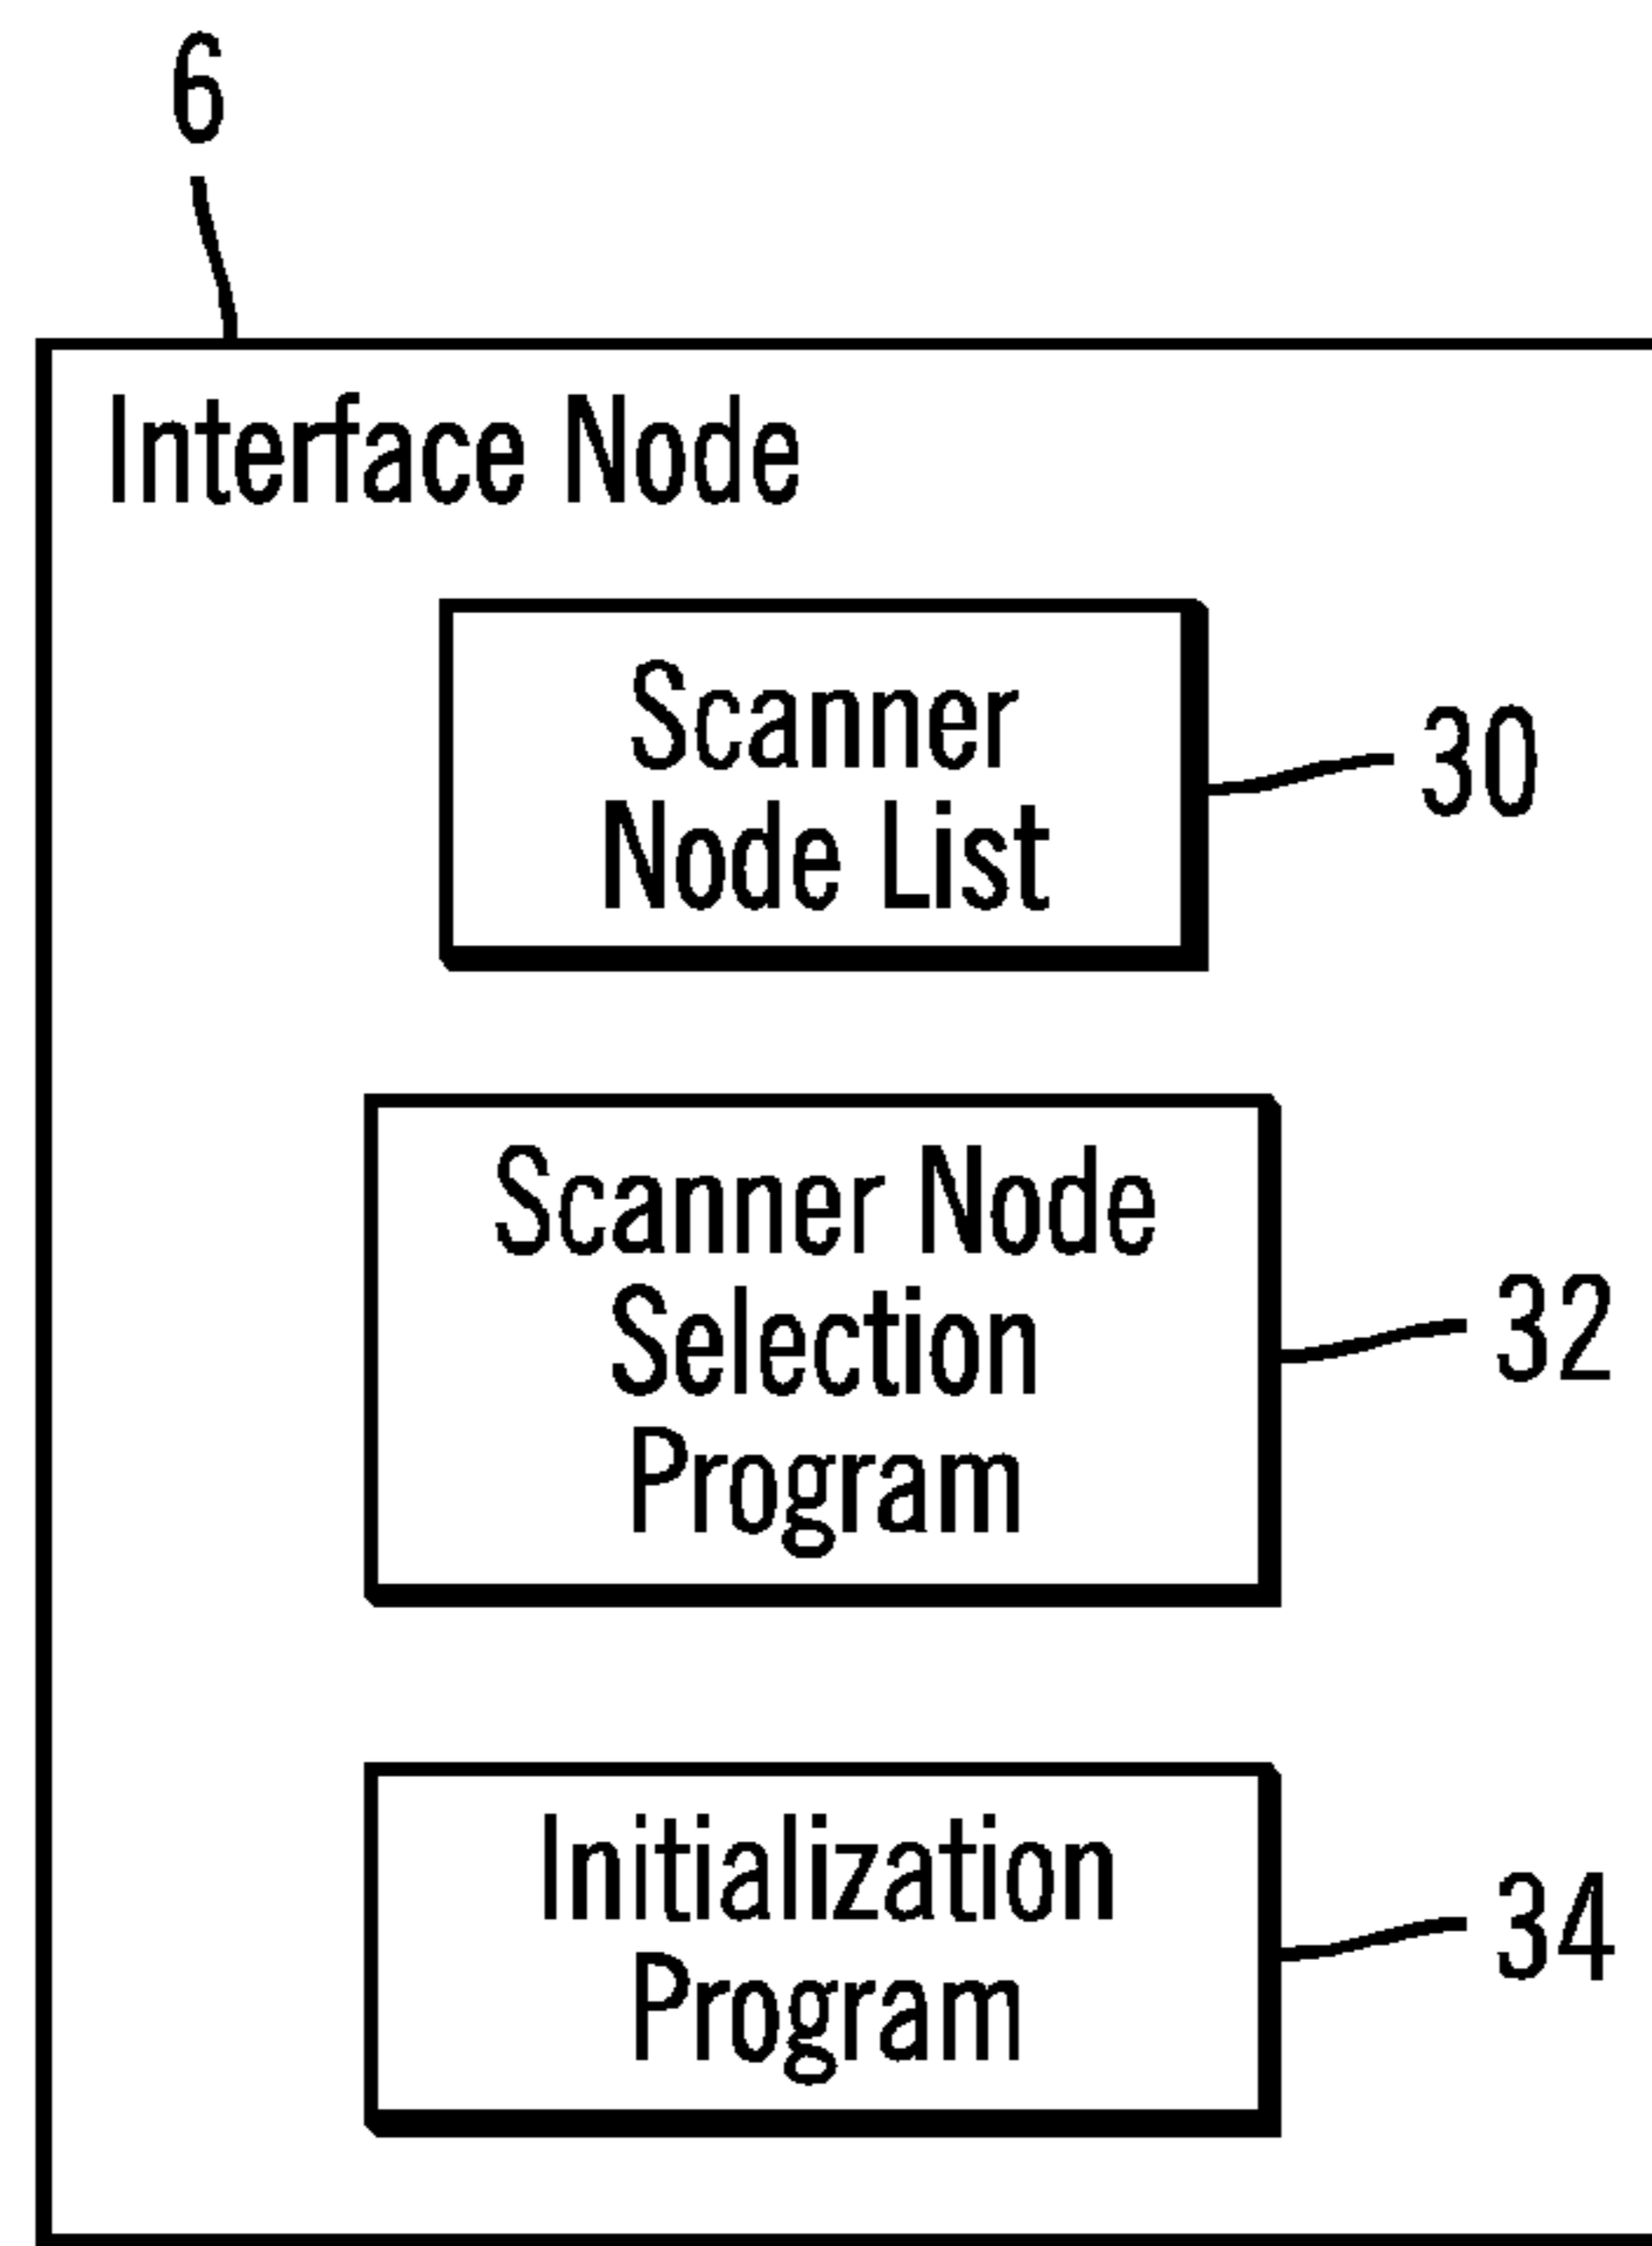 6
Interface Node
Scanner
Node List
30
Scanner Node
Selection
Program
32
Initialization
Program
34